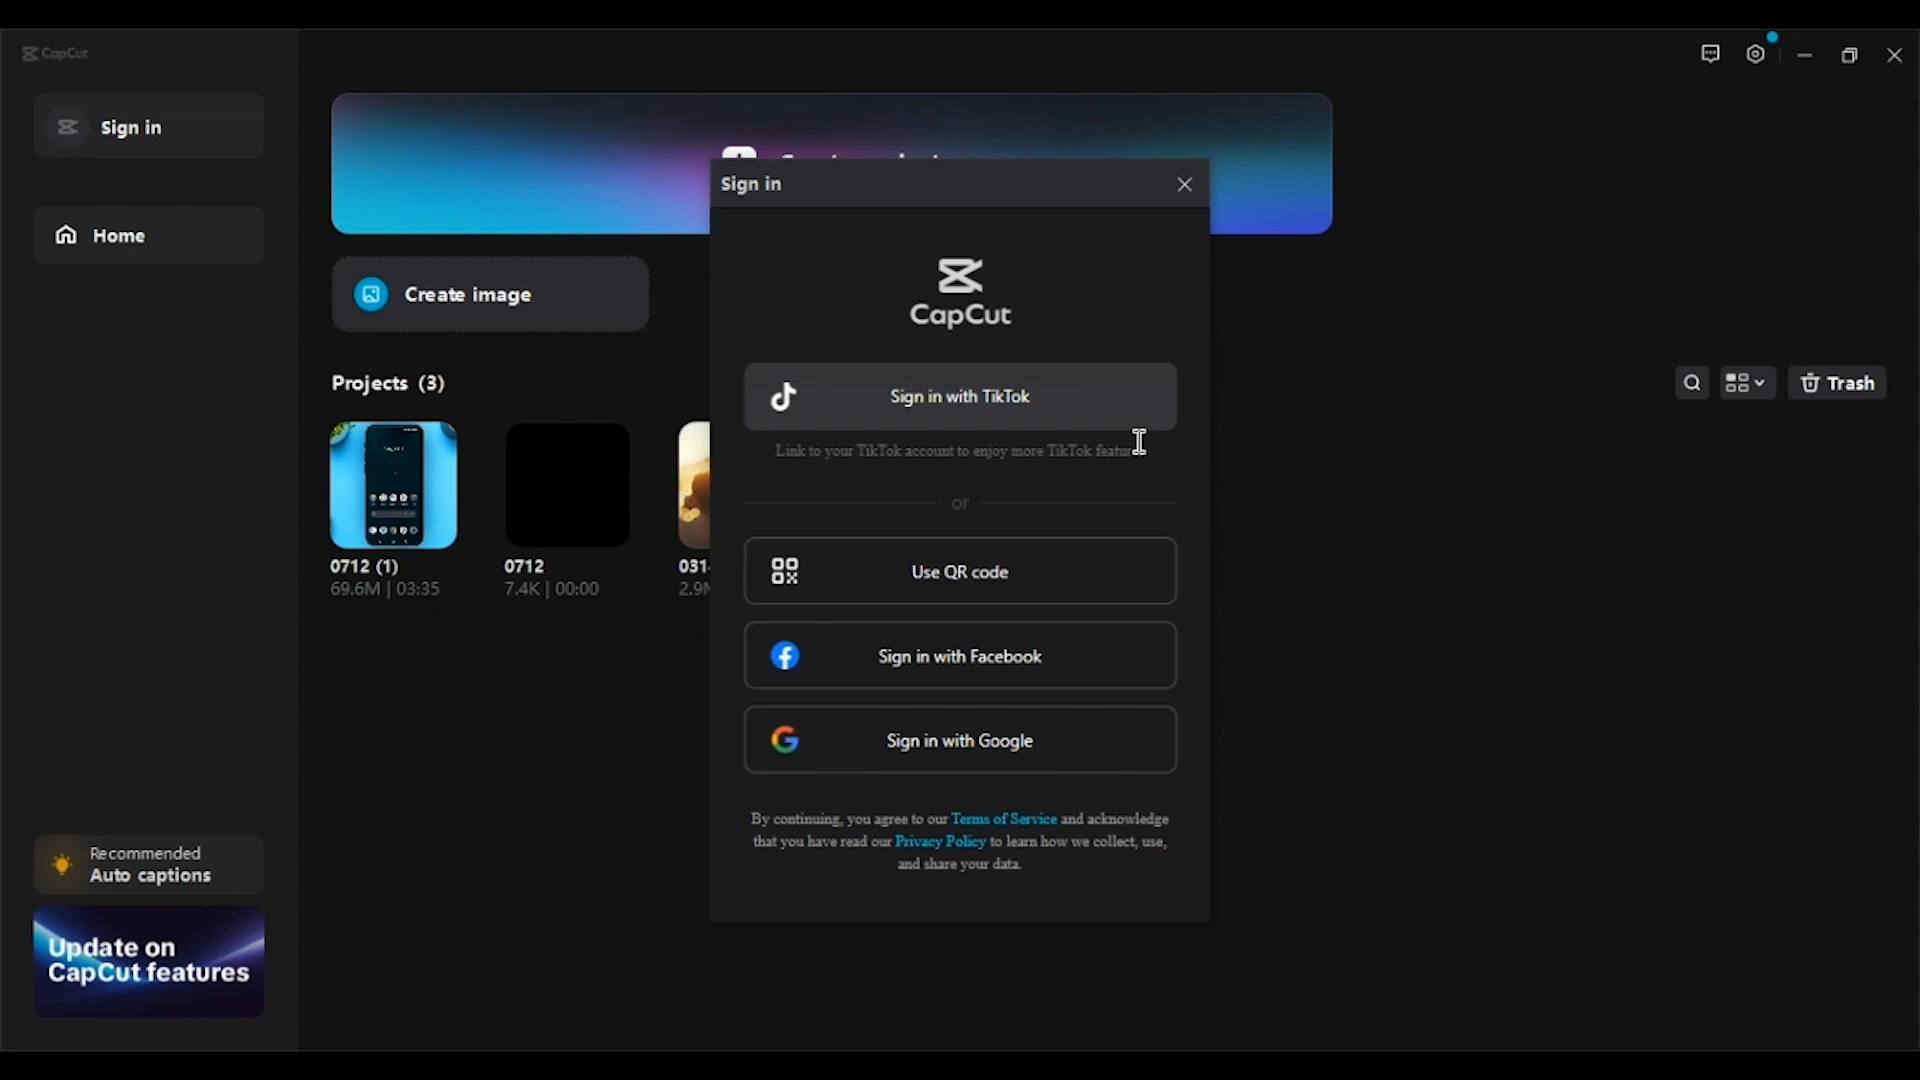 CapCut
Sign in
Home
Sign in
CapCut
Create image
Sign in with TikTok
Projects (3)
Trash
Link to your TikTok account to enjoy more TikTok
or
0712 (1)
69.6M | 03:35
0712
7.4K | 00:00
Use QR code
Sign in with Facebook
Sign in with Google
By continuing, you agree to our Terms of Service and acknowledge
that you have read our Privacy Policy to learn how we collect, use,
and share your data.
Recommended
Auto captions
Update on
CapCut features